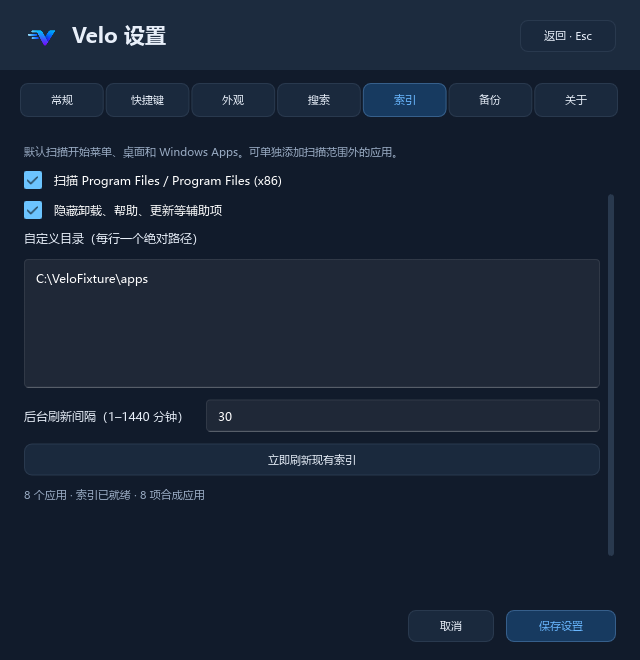 Velo 设置
返回 · Esc
常规
快捷键
外观
搜索
索引
备份
关于
默认扫描开始菜单、桌面和 Windows Apps。可单独添加扫描范围外的应用。
扫描 Program Files / Program Files (x86)
隐藏卸载、帮助、更新等辅助项
自定义目录（每行一个绝对路径）
C:\VeloFixture\apps
后台刷新间隔（1–1440 分钟） 30
立即刷新现有索引
8 个应用 · 索引已就绪 · 8 项合成应用
取消
保存设置